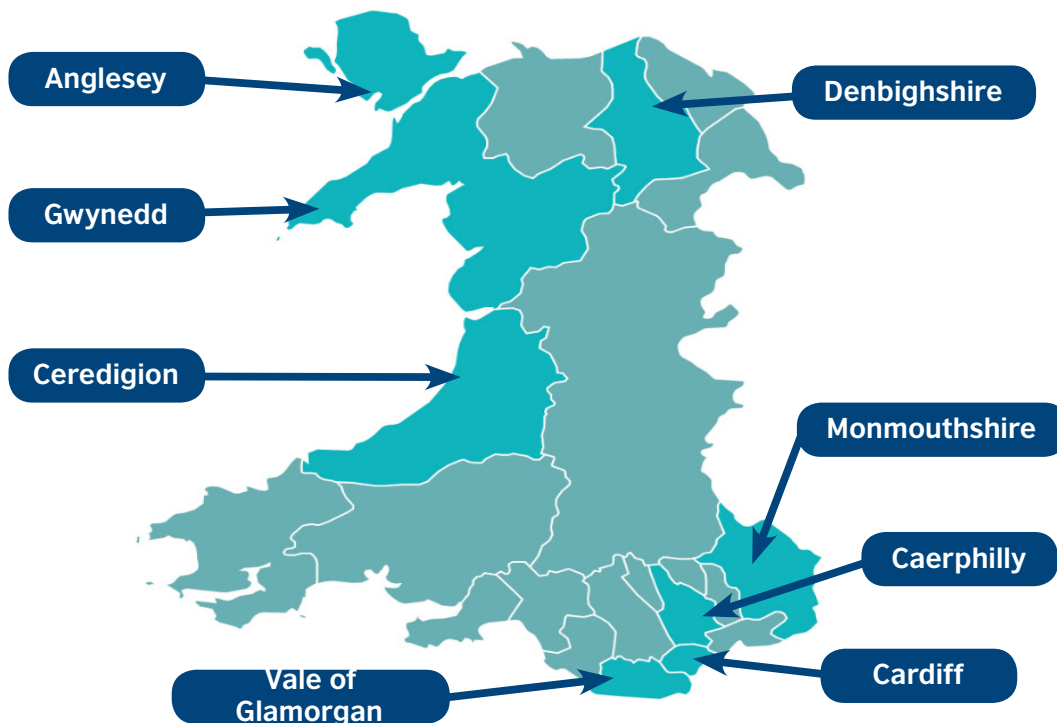 Anglesey
Denbighshire
Gwynedd
Ceredigion
Monmouthshire
Caerphilly
Cardiff
Vale of
Glamorgan